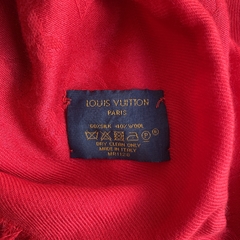 LOUIS VUITTON
PARIS
60% SILK 40% WOOL
DRY CLEAN ONLY
MADE IN ITALY